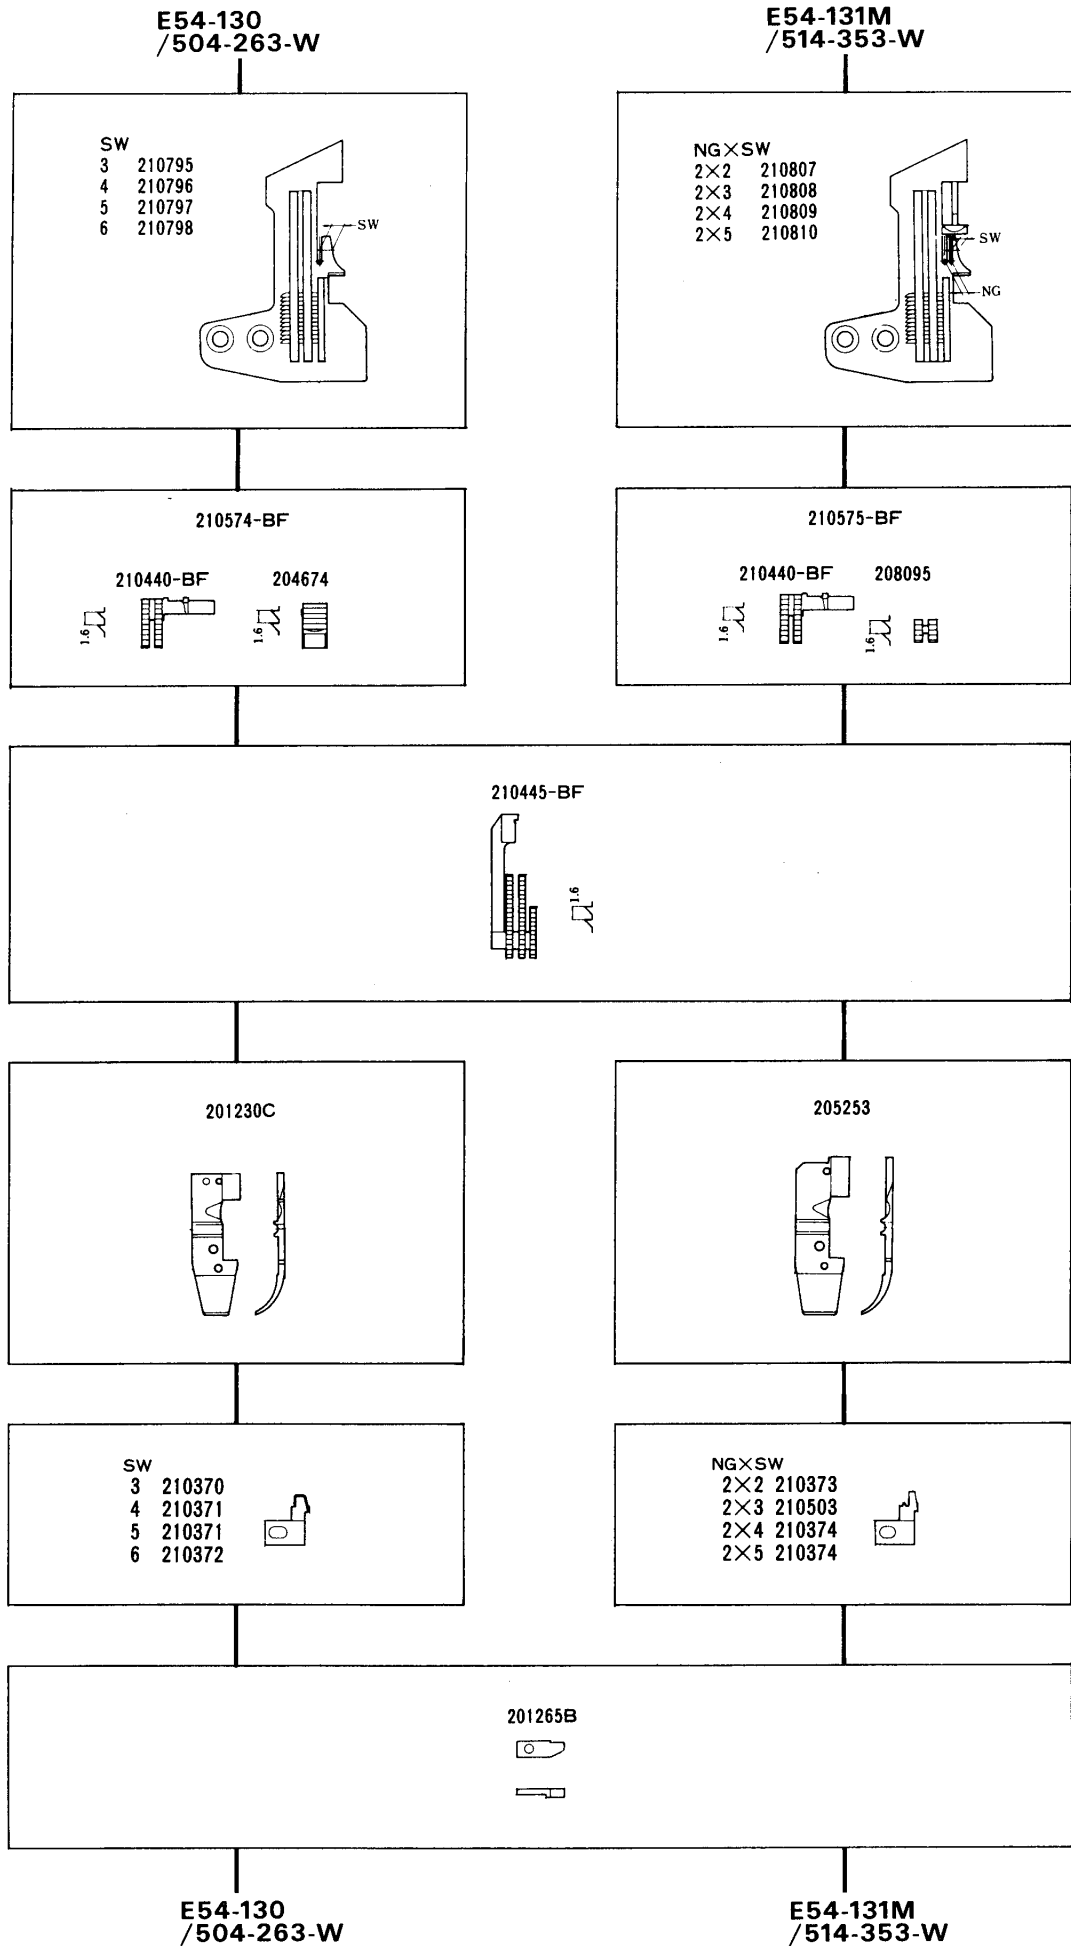 E54-130
/504-263-W
E54-131M
/514-353-W
SW
3 210795
4 210796
5 210797
6 210798
SW
NG×SW
2×2 210807
2×3 210808
2×4 210809
2×5 210810
SW
NG
210574-BF
210440-BF 204674
1.6
1.6
210575-BF
210440-BF 208095
1.6
1.6
210445-BF
1.6
201230C
205253
SW
3 210370
4 210371
5 210371
6 210372
NG×SW
2×2 210373
2×3 210503
2×4 210374
2×5 210374
201265B
E54-130
/504-263-W
E54-131M
/514-353-W